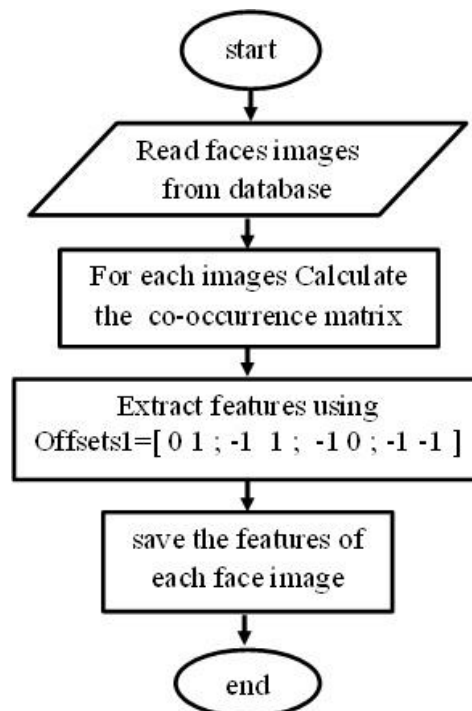 start
Read faces images
from database
For each images Calculate
the co-occurrence matrix
Extract features using
Offsets1=[ 0 1 ; -1 1 ; -1 0 ; -1 -1 ]
save the features of
each face image
end